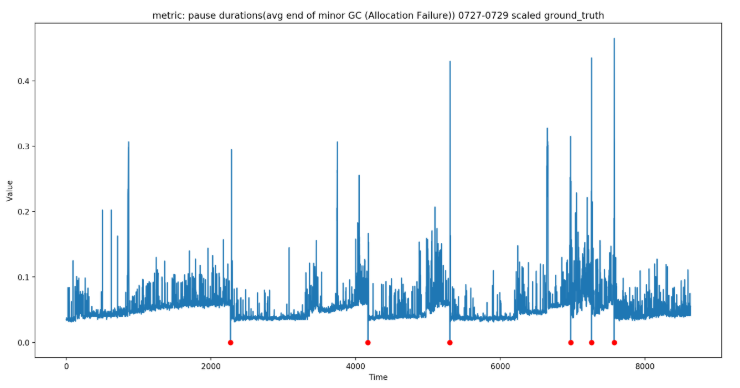 metric: pause durations(avg end of minor GC (Allocation Failure)) 0727-0729 scaled ground_truth
0.4
0.3
Value
0.2
0.1
0.0
0 2000 4000 6000 8000
Time